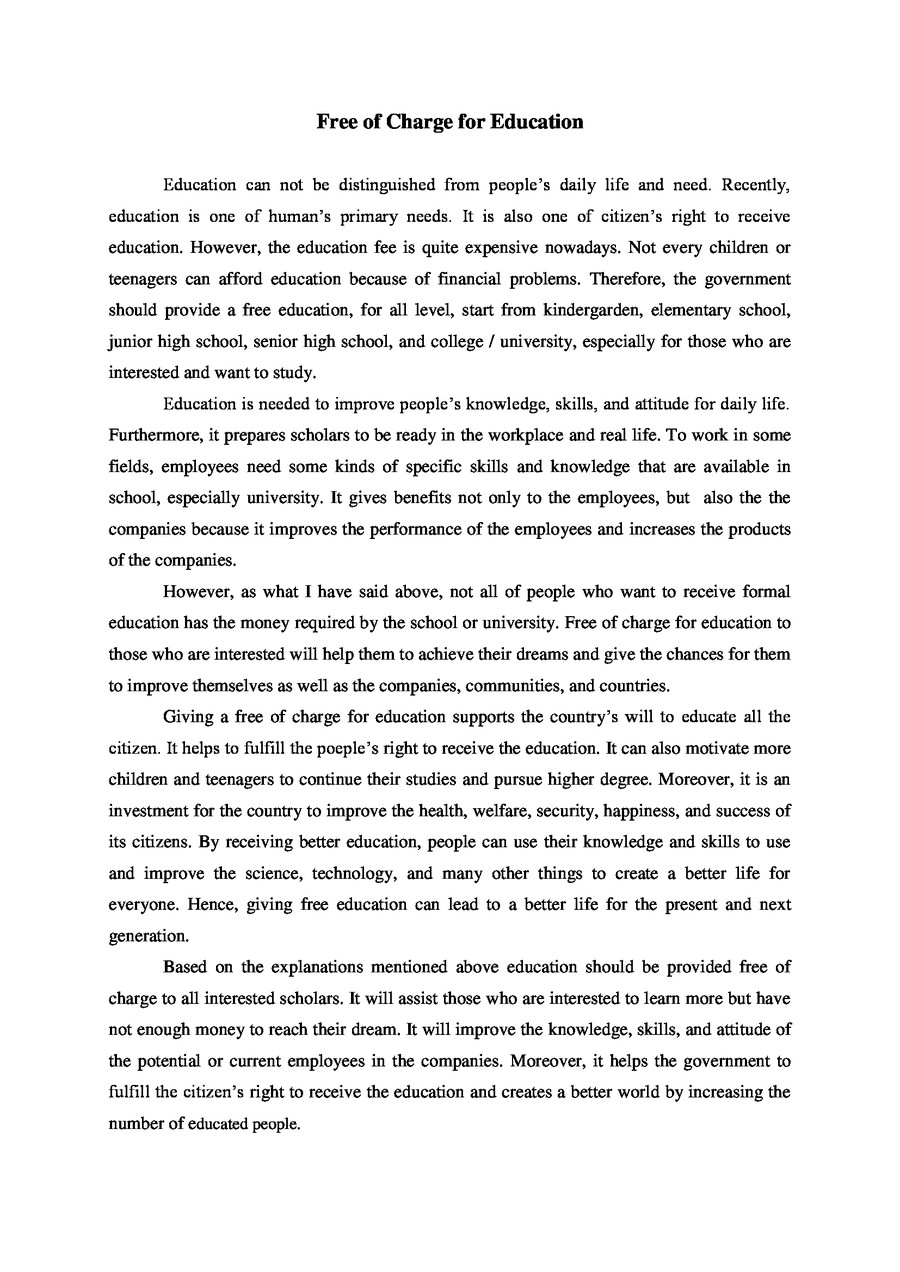 Free of Charge for Education
Education can not be distinguished from people's daily life and need. Recently,
education is one of human's primary needs. It is also one of citizen's right to receive
education. However, the education fee is quite expensive nowadays. Not every children or
teenagers can afford education because of financial problems. Therefore, the government
should provide a free education, for all level, start from kindergarden, elementary school,
junior high school, senior high school, and college / university, especially for those who are
interested and want to study.
Education is needed to improve people's knowledge, skills, and attitude for daily life.
Furthermore, it prepares scholars to be ready in the workplace and real life. To work in some
fields, employees need some kinds of specific skills and knowledge that are available in
school, especially university. It gives benefits not only to the employees, but  also the the
companies because it improves the performance of the employees and increases the products
of the companies.
However, as what I have said above, not all of people who want to receive formal
education has the money required by the school or university. Free of charge for education to
those who are interested will help them to achieve their dreams and give the chances for them
to improve themselves as well as the companies, communities, and countries.
Giving a free of charge for education supports the country's will to educate all the
citizen. It helps to fulfill the poeple's right to receive the education. It can also motivate more
children and teenagers to continue their studies and pursue higher degree. Moreover, it is an
investment for the country to improve the health, welfare, security, happiness, and success of
its citizens. By receiving better education, people can use their knowledge and skills to use
and improve the science, technology, and many other things to create a better life for
everyone. Hence, giving free education can lead to a better life for the present and next
generation.
Based on the explanations mentioned above education should be provided free of
charge to all interested scholars. It will assist those who are interested to learn more but have
not enough money to reach their dream. It will improve the knowledge, skills, and attitude of
the potential or current employees in the companies. Moreover, it helps the government to
fulfill the citizen's right to receive the education and creates a better world by increasing the
number of educated people.